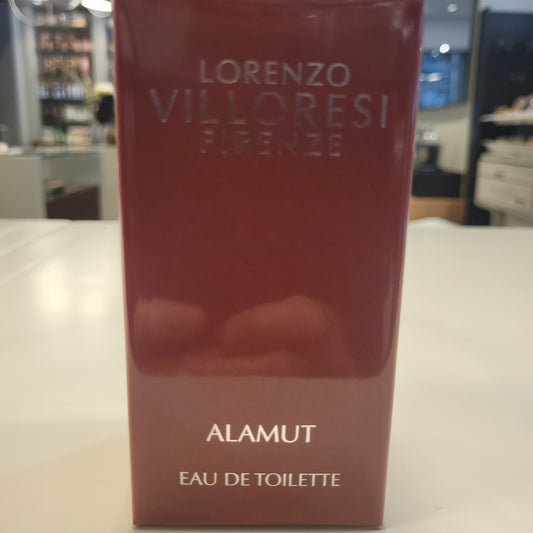 LORENZO
VILLORESI
FIRENZE
ALAMUT
EAU DE TOILETTE